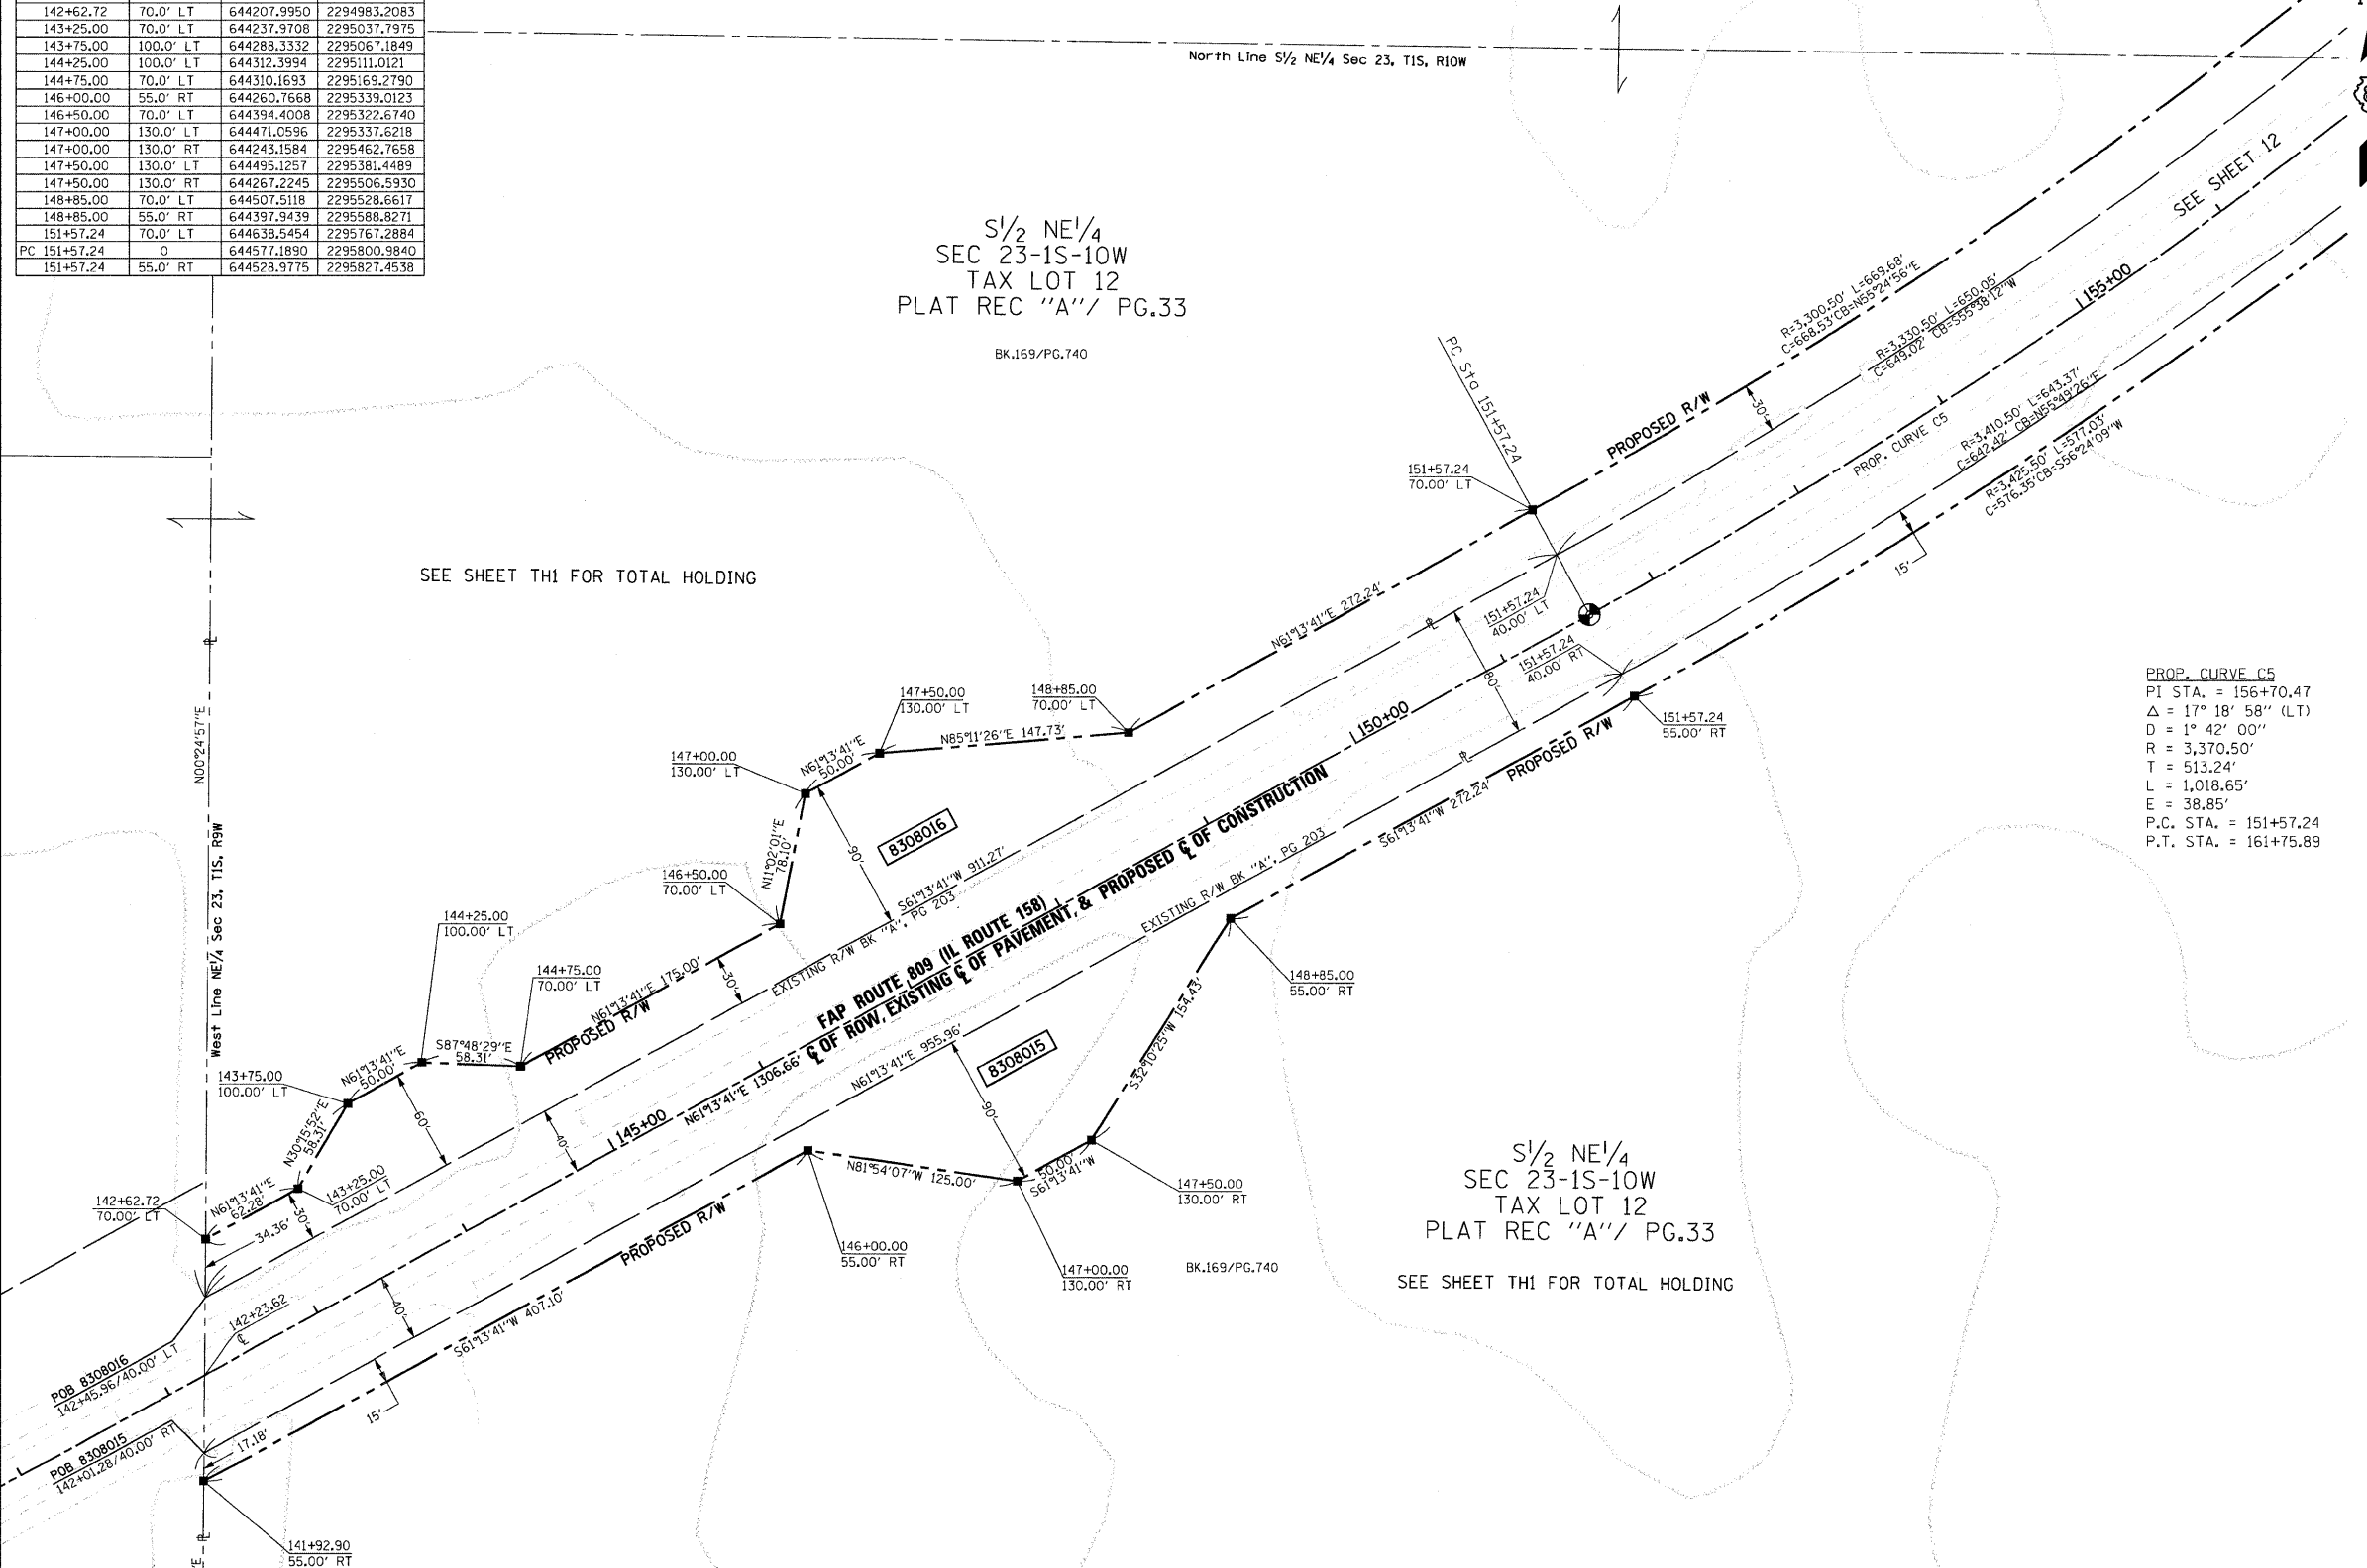 142+62.72 70.0' LT 644207.9950 2294983.2083
143+25.00 70.0' LT 644237.9708 2295037.7975
143+75.00 100.0' LT 644288.3332 2295067.1849
144+25.00 100.0' LT 644312.3994 2295111.0121
144+75.00 70.0' LT 644310.1693 2295169.2790
146+00.00 55.0' RT 644260.7668 2295339.0123
146+50.00 70.0' LT 644394.4008 2295322.6740
147+00.00 130.0' LT 644471.0596 2295337.6218
147+00.00 130.0' RT 644243.1584 2295462.7658
147+50.00 130.0' LT 644495.1257 2295381.4489
147+50.00 130.0' RT 644267.2245 2295506.5930
148+85.00 70.0' LT 644507.5118 2295528.6617
148+85.00 55.0' RT 644397.9439 2295588.8271
151+57.24 70.0' LT 644638.5454 2295767.2884
PC 151+57.24 0 644577.1890 2295800.9840
151+57.24 55.0' RT 644528.9775 2295827.4538
North Line S1/2 NE1/4 Sec 23, T1S, R10W
SEE SHEET 12
S1/2 NE1/4
SEC 23-1S-10W
TAX LOT 12
PLAT REC "A"/ PG.33
BK.169/PG.740
R=3,300.50' L=669.68'
C=668.53' CB=N55°24'56"E
R=3,330.50' L=650.05'
C=649.02' CB=S55°38'12"W
155+00
R=3,410.50' L=643.37'
C=642.42' CB=N55°49'26"E
R=3,425.50' L=577.03'
C=576.35' CB=S56°24'09"W
PROP. CURVE C5
PC Sta 151+57.24
PROPOSED R/W
30'
15'
151+57.24
70.00' LT
SEE SHEET TH1 FOR TOTAL HOLDING
N00°24'57"E
West Line NE1/4 Sec 23, T1S, R9W
N61°13'41"E 272.24'
151+57.24
40.00' LT
151+57.24
40.00' RT
80'
151+57.24
55.00' RT
PROP. CURVE C5
PI STA. = 156+70.47
Δ = 17° 18' 58" (LT)
D = 1° 42' 00"
R = 3,370.50'
T = 513.24'
L = 1,018.65'
E = 38.85'
P.C. STA. = 151+57.24
P.T. STA. = 161+75.89
147+50.00
130.00' LT
148+85.00
70.00' LT
N85°11'26"E 147.73'
147+00.00
130.00' LT
N61°13'41"E
50.00'
150+00
PROPOSED R/W
S61°13'41"W 272.24'
N11°02'01"E
78.10'
90'
8308016
146+50.00
70.00' LT
S61°13'41"W 911.27'
EXISTING R/W BK "A", PG 203
EXISTING R/W BK "A", PG 203
FAP ROUTE 809 (IL ROUTE 158)
℄ OF ROW, EXISTING ℄ OF PAVEMENT, & PROPOSED ℄ OF CONSTRUCTION
144+25.00
100.00' LT
144+75.00
70.00' LT
N61°13'41"E 175.00'
PROPOSED R/W
30'
148+85.00
55.00' RT
S87°48'29"E
58.31'
N61°13'41"E
50.00'
143+75.00
100.00' LT
N30°15'52"E
58.31'
60'
40'
145+00
N61°13'41"E 1306.66'
N61°13'41"E 955.96'
8308015
90'
S32°10'25"W 154.43'
N81°54'07"W 125.00'
50.00'
S61°13'41"W
147+50.00
130.00' RT
S1/2 NE1/4
SEC 23-1S-10W
TAX LOT 12
PLAT REC "A"/ PG.33
BK.169/PG.740
SEE SHEET TH1 FOR TOTAL HOLDING
142+62.72
70.00' LT
N61°13'41"E
62.28'
143+25.00
70.00' LT
34.36'
30'
PROPOSED R/W
146+00.00
55.00' RT
147+00.00
130.00' RT
142+23.62
℄
40'
S61°13'41"W 407.10'
POB 8308016
142+45.96/40.00' LT
POB 8308015
142+01.28/40.00' RT
17.18'
15'
141+92.90
55.00' RT